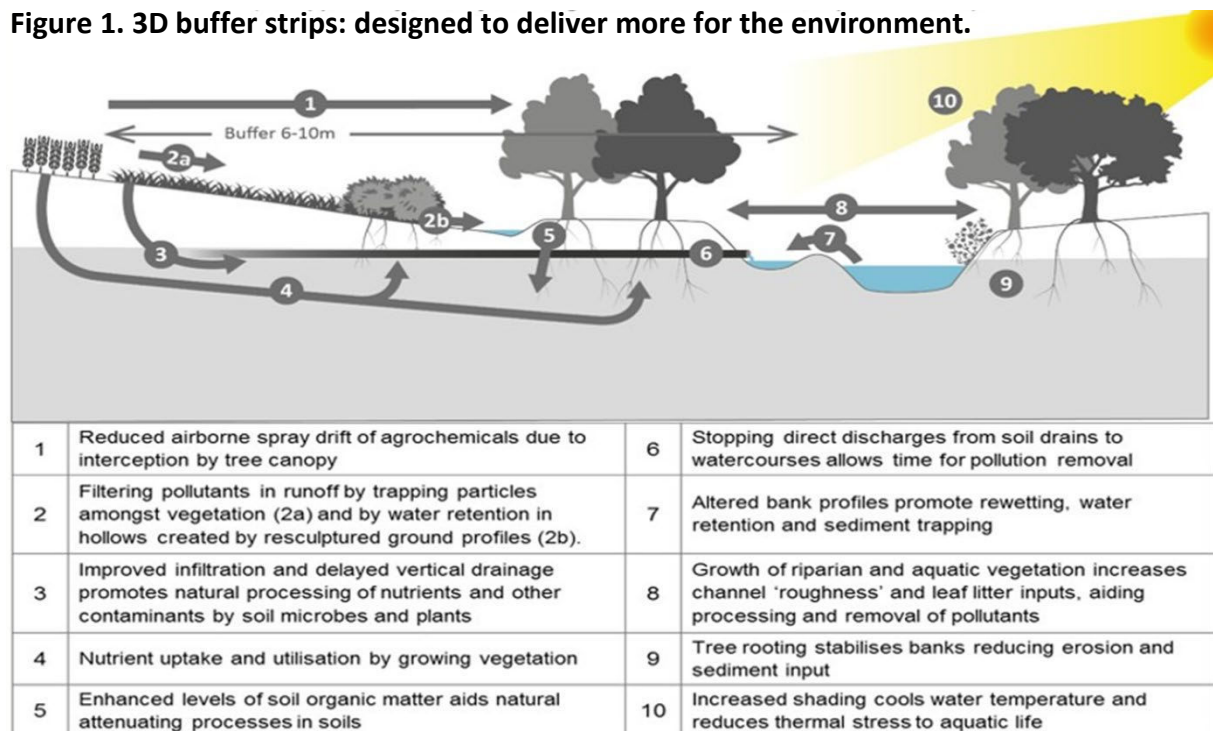 Figure 1. 3D buffer strips: designed to deliver more for the environment.
1
10
Buffer 6-10m
2a
2b
8
5
7
3
6
4
9
1
Reduced airborne spray drift of agrochemicals due to
interception by tree canopy
6
Stopping direct discharges from soil drains to
watercourses allows time for pollution removal
2
Filtering pollutants in runoff by trapping particles
amongst vegetation (2a) and by water retention in
hollows created by resculptured ground profiles (2b).
7
Altered bank profiles promote rewetting, water
retention and sediment trapping
3
Improved infiltration and delayed vertical drainage
promotes natural processing of nutrients and other
contaminants by soil microbes and plants
8
Growth of riparian and aquatic vegetation increases
channel ‘roughness’ and leaf litter inputs, aiding
processing and removal of pollutants
4
Nutrient uptake and utilisation by growing vegetation
9
Tree rooting stabilises banks reducing erosion and
sediment input
5
Enhanced levels of soil organic matter aids natural
attenuating processes in soils
10
Increased shading cools water temperature and
reduces thermal stress to aquatic life